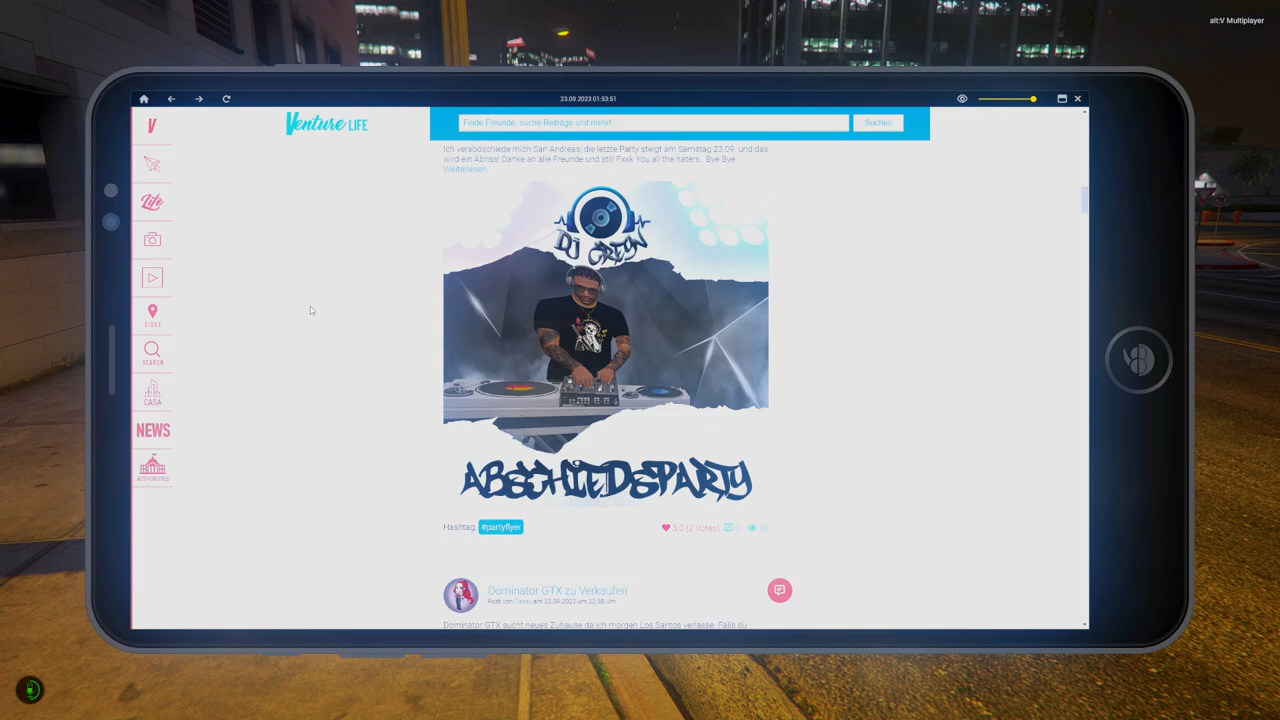 alt:V Multiplayer
23.09.2023 01:53:51
V
Venture LIFE
Finde Freunde, suche Beiträge und mehr!
Suchen
Ich verabdschiede mich San Andreas, die letzte Party steigt am Samstag 23.09. und das
wird ein Abriss! Danke an alle Freunde und still Fxxk You all the haters.. Bye Bye
Weiterlesen..
Life
SIDES
SEARCH
CASA
NEWS
AUTHORITIES
DJ CREW
ABSCHIEDSPARTY
Hashtag: #partyflyer
3.0 (2 Votes) 0
Dominator GTX zu Verkaufen
Post von Cassy am 22.09.2023 um 22:58 Uhr
Dominator GTX sucht neues Zuhause da ich morgen Los Santos verlasse. Falls du